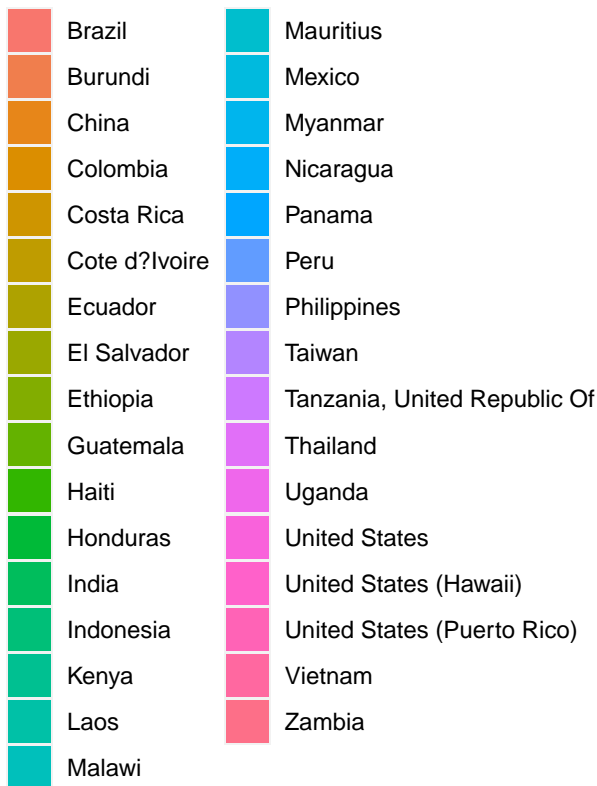 Brazil
Burundi
China
Colombia
Costa Rica
Cote d?Ivoire
Ecuador
El Salvador
Ethiopia
Guatemala
Haiti
Honduras
India
Indonesia
Kenya
Laos
Malawi
Mauritius
Mexico
Myanmar
Nicaragua
Panama
Peru
Philippines
Taiwan
Tanzania, United Republic Of
Thailand
Uganda
United States
United States (Hawaii)
United States (Puerto Rico)
Vietnam
Zambia